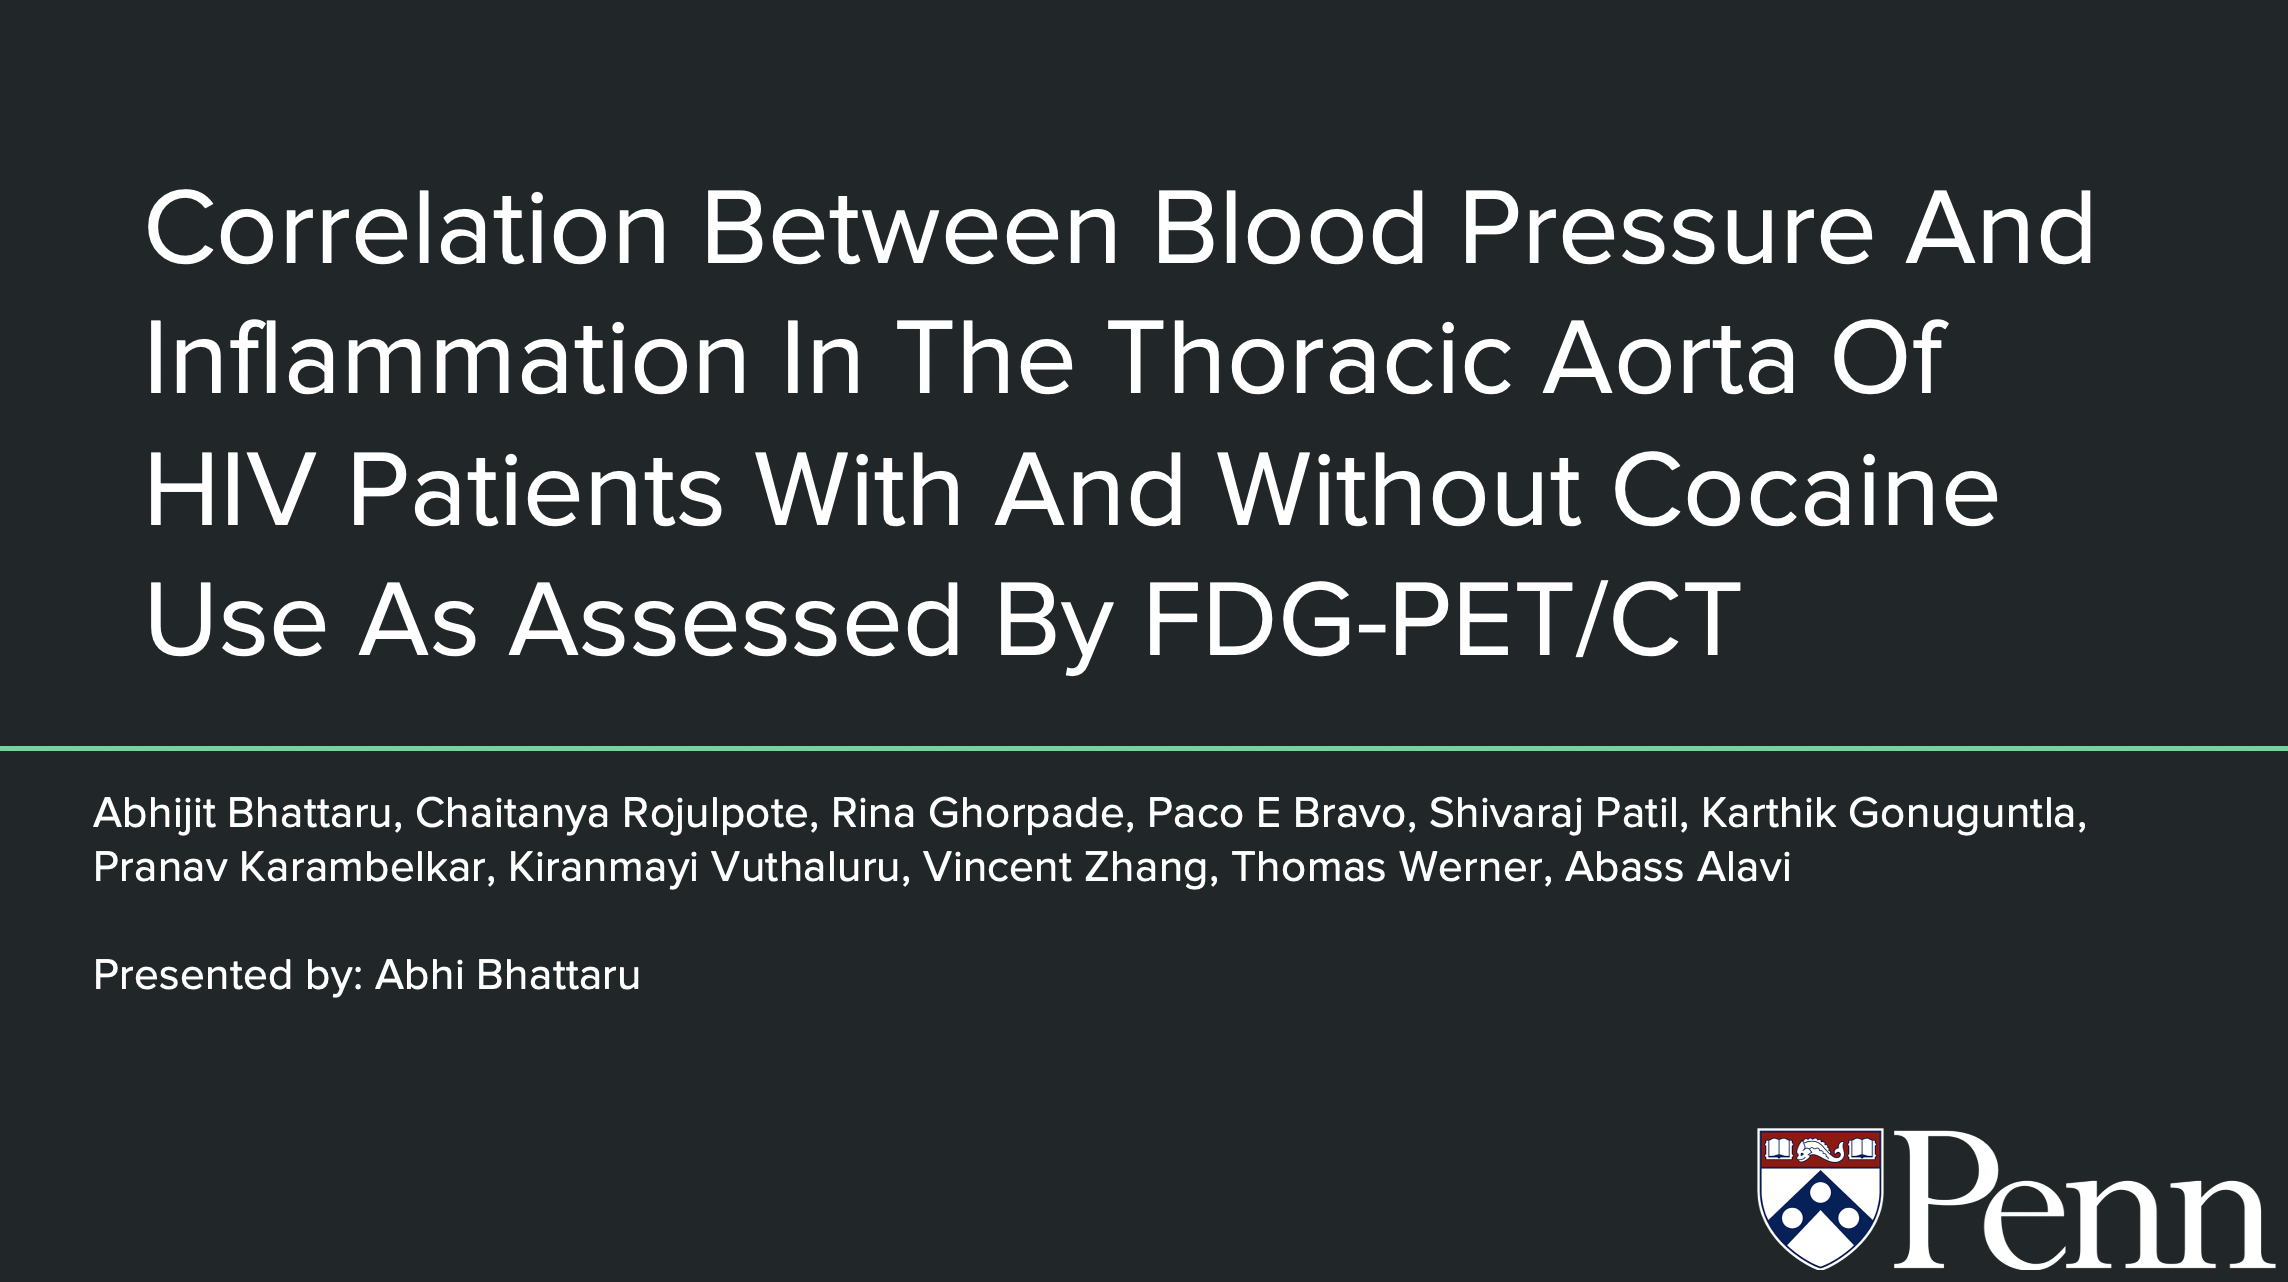 Correlation Between Blood Pressure And
Inflammation In The Thoracic Aorta Of
HIV Patients With And Without Cocaine
Use As Assessed By FDG-PET/CT
Abhijit Bhattaru, Chaitanya Rojulpote, Rina Ghorpade, Paco E Bravo, Shivaraj Patil, Karthik Gonuguntla,
Pranav Karambelkar, Kiranmayi Vuthaluru, Vincent Zhang, Thomas Werner, Abass Alavi
Presented by: Abhi Bhattaru
Penn